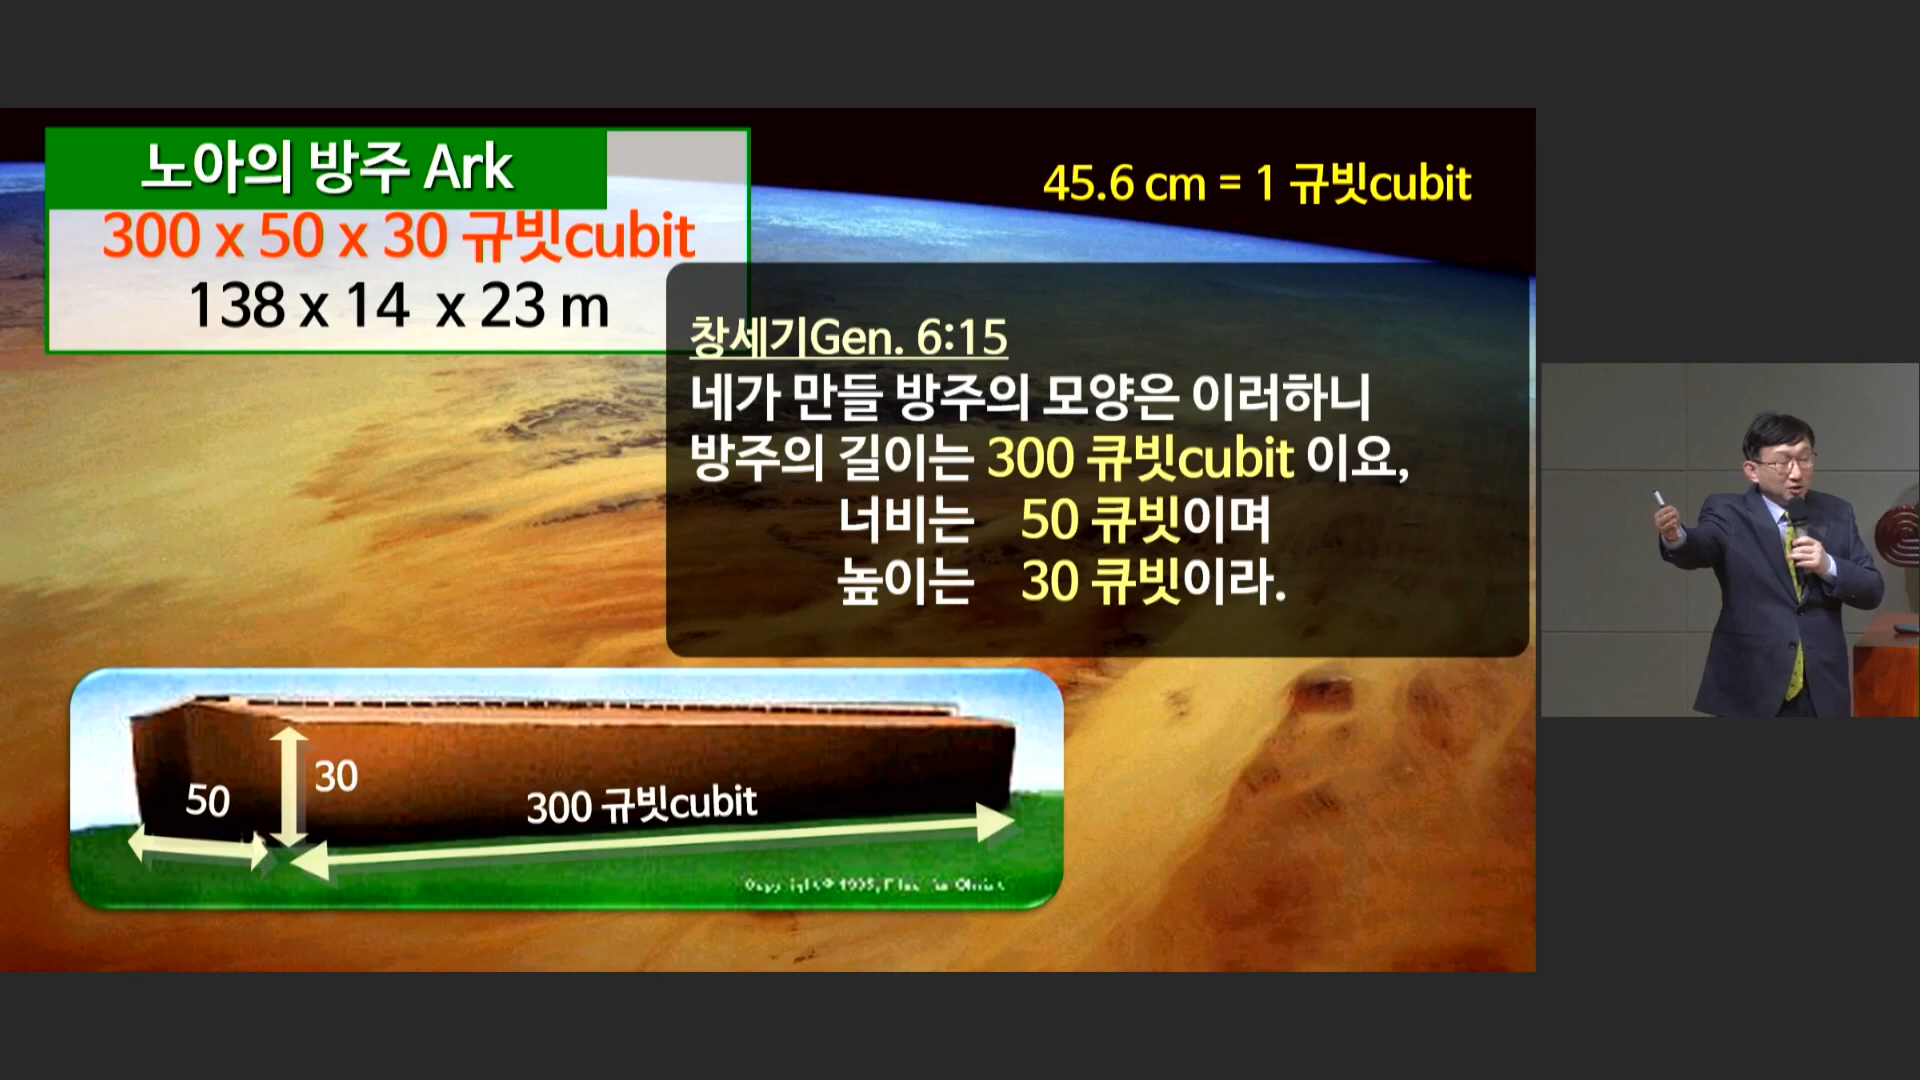 노아의 방주 Ark
300 x 50 x 30 규빗cubit
138 x 14 x 23 m
45.6 cm = 1 규빗cubit
창세기Gen. 6:15
네가 만들 방주의 모양은 이러하니
방주의 길이는 300 큐빗cubit 이요,
너비는 50 큐빗이며
높이는 30 큐빗이라.
50
30
300 규빗cubit